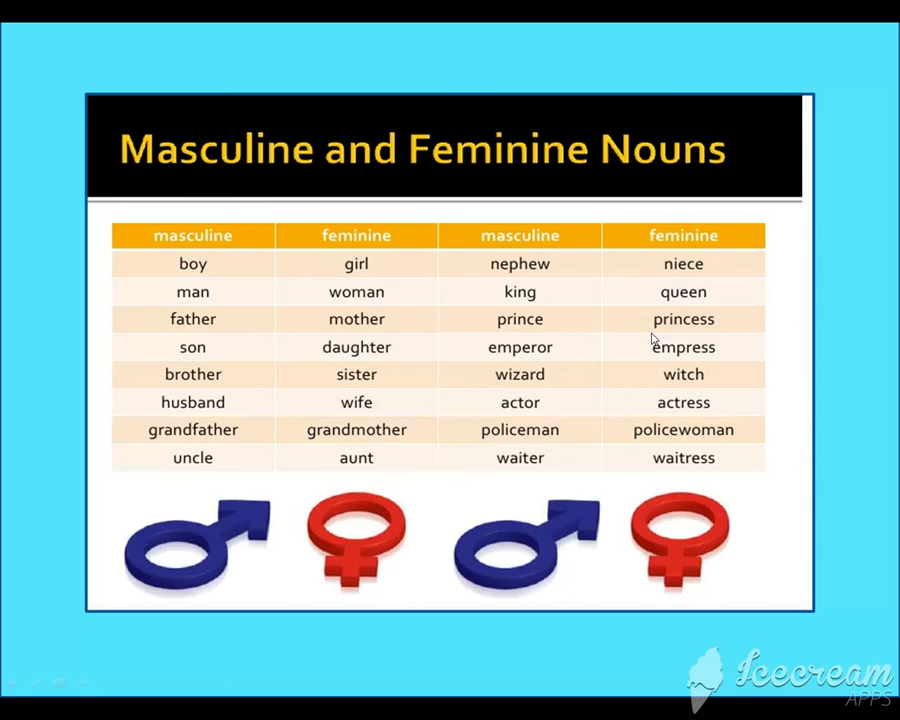 Masculine and Feminine Nouns
masculine feminine masculine feminine
boy girl nephew niece
man woman king queen
father mother prince princess
son daughter emperor empress
brother sister wizard witch
husband wife actor actress
grandfather grandmother policeman policewoman
uncle aunt waiter waitress
Icecream
APPS